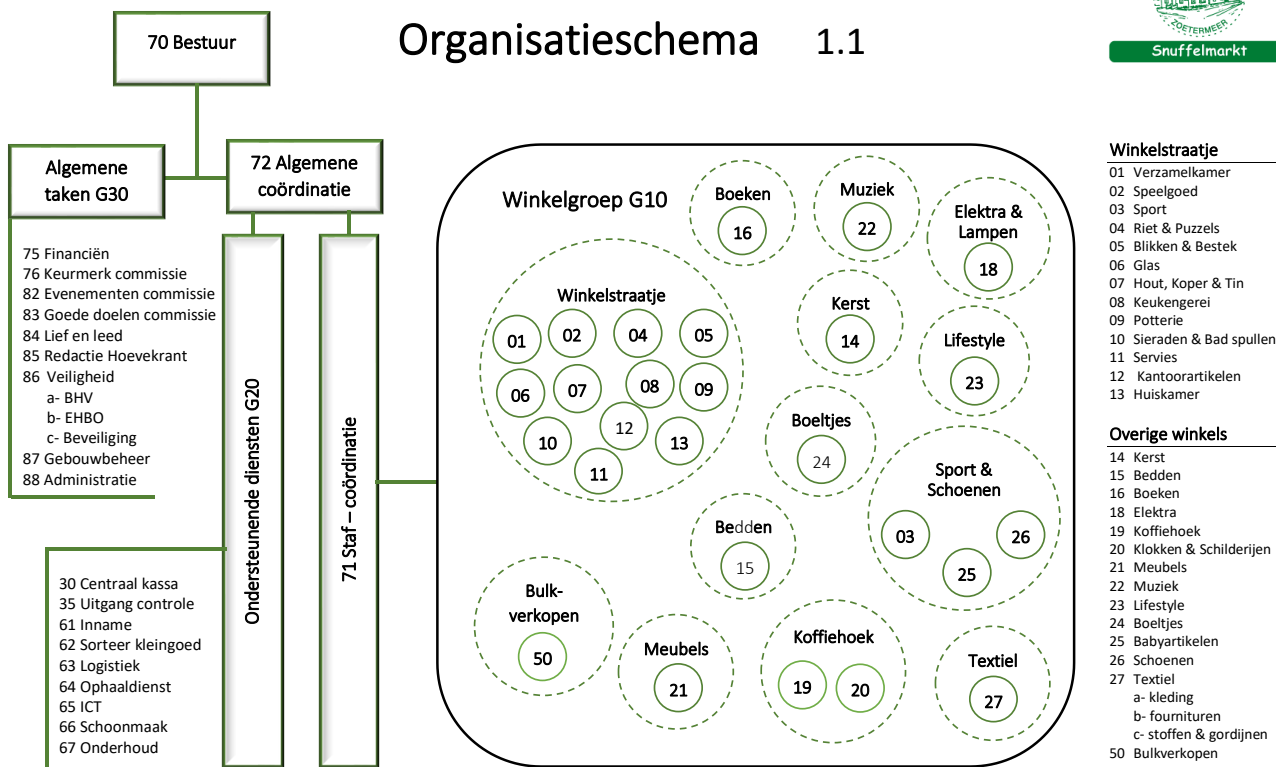 Organisatieschema 1.1
ZOETERMEER
Snuffelmarkt
70 Bestuur
Algemene
taken G30
72 Algemene
coördinatie
75 Financiën
76 Keurmerk commissie
82 Evenementen commissie
83 Goede doelen commissie
84 Lief en leed
85 Redactie Hoevekrant
86 Veiligheid
a- BHV
b- EHBO
c- Beveiliging
87 Gebouwbeheer
88 Administratie
30 Centraal kassa
35 Uitgang controle
61 Inname
62 Sorteer kleingoed
63 Logistiek
64 Ophaaldienst
65 ICT
66 Schoonmaak
67 Onderhoud
Ondersteunende diensten G20
71 Staf – coördinatie
Winkelgroep G10
Boeken
16
Muziek
22
Elektra &
Lampen
18
Winkelstraatje
01 02 04 05
06 07 08 09
10 12 13
11
Kerst
14
Lifestyle
23
Boeltjes
24
Sport &
Schoenen
03 26
25
Bedden
15
Bulk-
verkopen
50
Meubels
21
Koffiehoek
19 20
Textiel
27
Winkelstraatje
01 Verzamelkamer
02 Speelgoed
03 Sport
04 Riet & Puzzels
05 Blikken & Bestek
06 Glas
07 Hout, Koper & Tin
08 Keukengerei
09 Potterie
10 Sieraden & Bad spullen
11 Servies
12 Kantoorartikelen
13 Huiskamer
Overige winkels
14 Kerst
15 Bedden
16 Boeken
18 Elektra
19 Koffiehoek
20 Klokken & Schilderijen
21 Meubels
22 Muziek
23 Lifestyle
24 Boeltjes
25 Babyartikelen
26 Schoenen
27 Textiel
a- kleding
b- fournituren
c- stoffen & gordijnen
50 Bulkverkopen